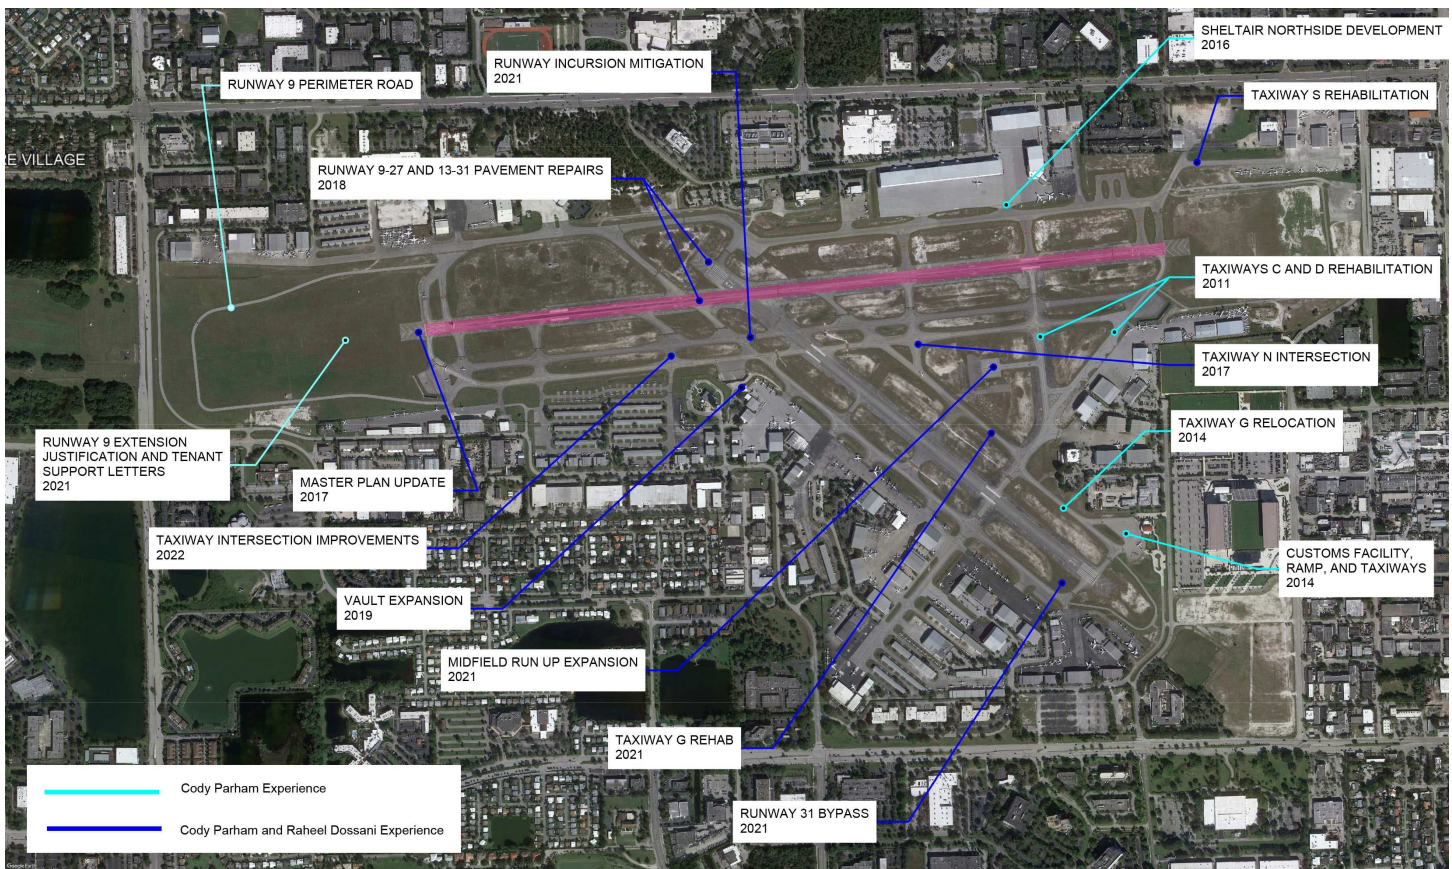 SHELTAIR NORTHSIDE DEVELOPMENT
2016
RUNWAY INCURSION MITIGATION
2021
RUNWAY 9 PERIMETER ROAD
TAXIWAY S REHABILITATION
RE VILLAGE
RUNWAY 9-27 AND 13-31 PAVEMENT REPAIRS
2018
TAXIWAYS C AND D REHABILITATION
2011
TAXIWAY N INTERSECTION
2017
TAXIWAY G RELOCATION
2014
RUNWAY 9 EXTENSION
JUSTIFICATION AND TENANT
SUPPORT LETTERS
2021
MASTER PLAN UPDATE
2017
TAXIWAY INTERSECTION IMPROVEMENTS
2022
CUSTOMS FACILITY,
RAMP, AND TAXIWAYS
2014
VAULT EXPANSION
2019
MIDFIELD RUN UP EXPANSION
2021
TAXIWAY G REHAB
2021
RUNWAY 31 BYPASS
2021
Cody Parham Experience
Cody Parham and Raheel Dossani Experience
Google Earth